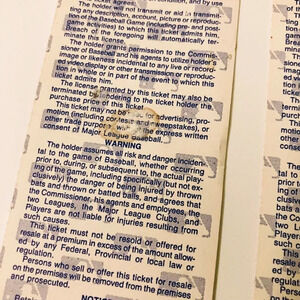 ticket agrees:
The holder will not transmit or aid in transmit-
ting any description, account, picture or reproduc-
tion of the Baseball Game (including pre- post-
game activities) to which this ticket admits him.
Breach of the foregoing will automatically ter-
minate this license.
The holder grants permission to the Commis-
sioner of Baseball and his agents to utilize holder's
image or likeness incidental to any live or record-
ed video display or other transmission or reproduc-
tion in whole or in part of the event to which this
ticket admits him.
The license granted by this ticket may also be
terminated by tendering to the ticket holder the
purchase price of this
This ticket may not be for advertising, pro-
motion (including contests and sweepstakes), or
other trade purposes express written
consent of Major League Baseball.
WARNING
The holder assumes all risk and danger inciden-
tal to the game of Baseball, whether occurring
prior to, during, or subsequent to, the actual play-
ing of the game, including specifically (but not ex-
clusively) the danger of being injured by thrown
bats and thrown or batted balls, and agrees that
the Commissioner, his agents and employees, the
two Leagues, the Major League Clubs, and
Players are not liable for injuries resulting from
such causes.
This ticket must not be resold or offered for
resale at a premium in excess of the amount allow-
ed by any Federal, Provincial or local law or
regulation.
Persons who sell or offer this ticket for resale
on the premises will be removed from the premises
and prosecuted.